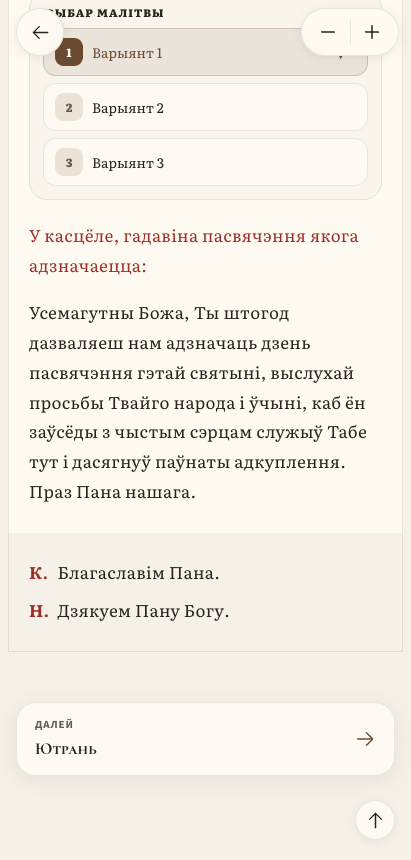 ВЫБАР МАЛІТВЫ
1 Варыянт 1
2 Варыянт 2
3 Варыянт 3
У касцёле, гадавіна пасвячэння якога
адзначаецца:
Усемагутны Божа, Ты штогод
дазваляеш нам адзначаць дзень
пасвячэння гэтай святыні, выслухай
просьбы Твайго народа і ўчыні, каб ён
заўсёды з чыстым сэрцам служыў Табе
тут і дасягнуў паўнаты адкуплення.
Праз Пана нашага.
К. Благаславім Пана.
Н. Дзякуем Пану Богу.
ДАЛЕЙ
Ютрань